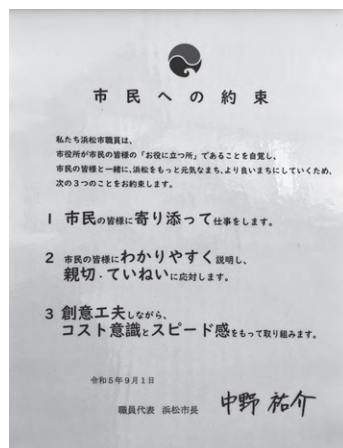 市民への約束
私たち浜松市職員は、
市役所が市民の皆様の「お役に立つ所」であることを自覚し、
市民の皆様と一緒に、浜松をもっと元気なまち、より良いまちにしていくため、
次の3つのことをお約束します。
1 市民の皆様に寄り添って仕事をします。
2 市民の皆様にわかりやすく説明し、
親切・ていねいに応対します。
3 創意工夫しながら、
コスト意識とスピード感をもって取り組みます。
令和5年9月1日
職員代表 浜松市長 中野祐介